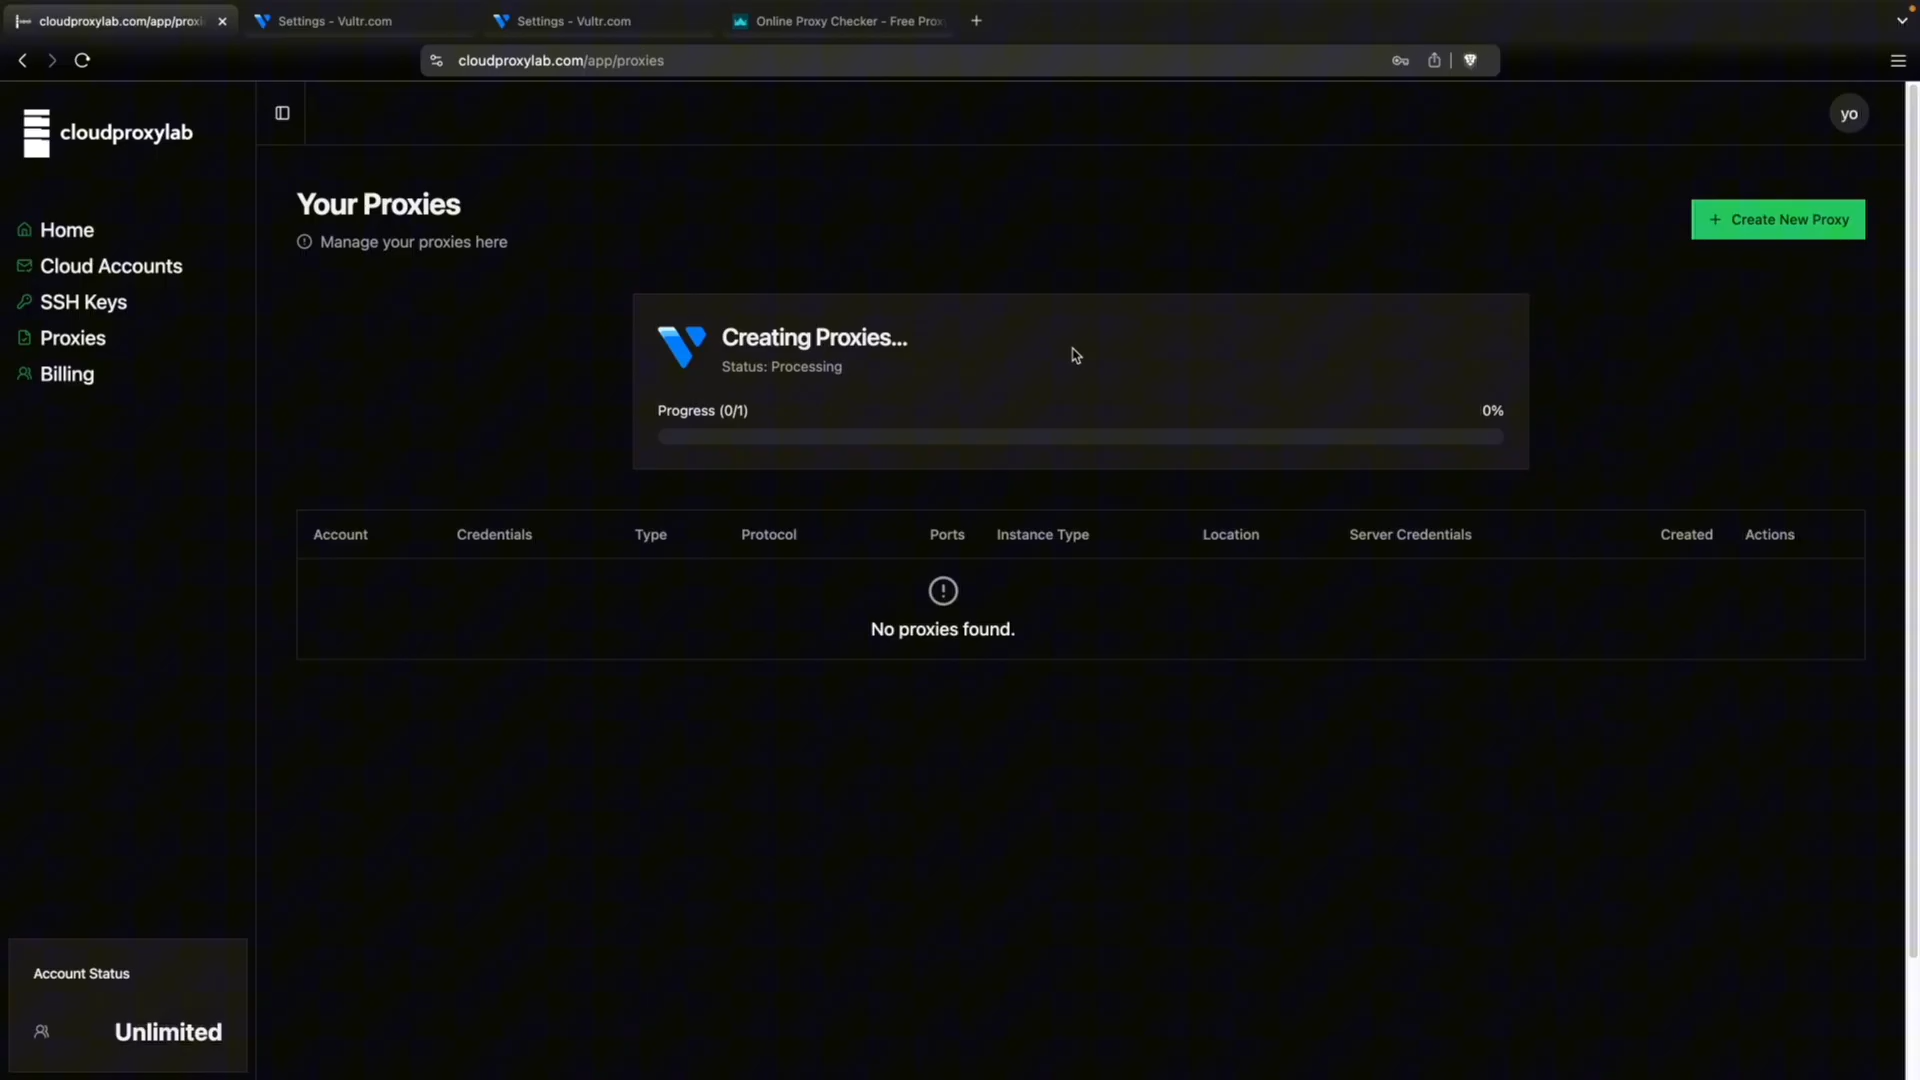 cloudproxylab.com/app/proxi
Settings - Vultr.com
Settings - Vultr.com
Online Proxy Checker - Free Prox
cloudproxylab.com/app/proxies
cloudproxylab
yo
Home
Cloud Accounts
SSH Keys
Proxies
Billing
Your Proxies
Manage your proxies here
+ Create New Proxy
Creating Proxies...
Status: Processing
Progress (0/1) 0%
Account Credentials Type Protocol Ports Instance Type Location Server Credentials Created Actions
No proxies found.
Account Status
Unlimited